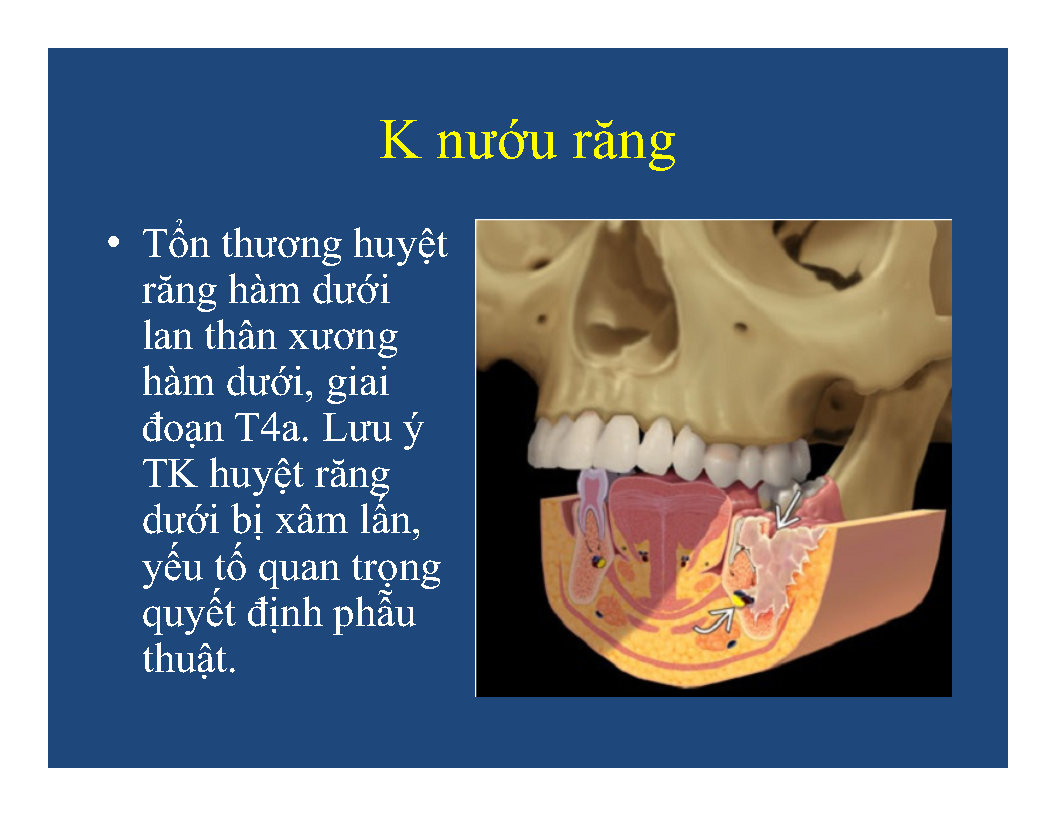 K nướu răng
• Tổn thương huyệt
răng hàm dưới
lan thân xương
hàm dưới, giai
đoạn T4a. Lưu ý
TK huyệt răng
dưới bị xâm lấn,
yếu tố quan trọng
quyết định phẫu
thuật.